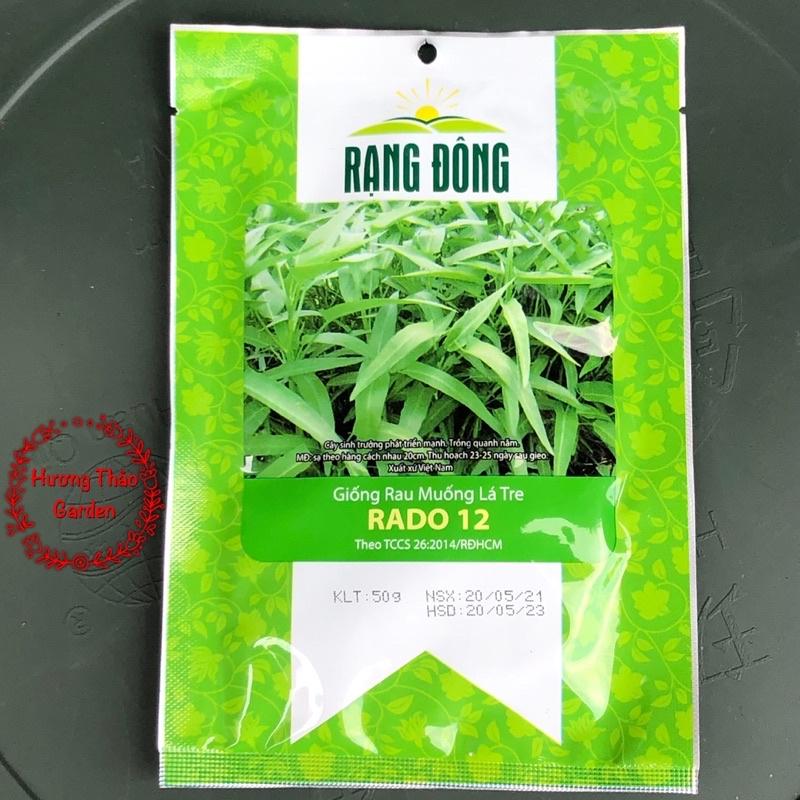 RẠNG ĐÔNG
Cây sinh trưởng phát triển mạnh. Trồng quanh năm.
MĐ: sạ theo hàng cách nhau 20cm. Thu hoạch 23-25 ngày sau gieo.
Xuất xứ Việt Nam
Giống Rau Muống Lá Tre
RADO 12
Theo TCCS 26:2014/RĐHCM
KLT:50g NSX:20/05/21
HSD:20/05/23
Hương Thảo
Garden